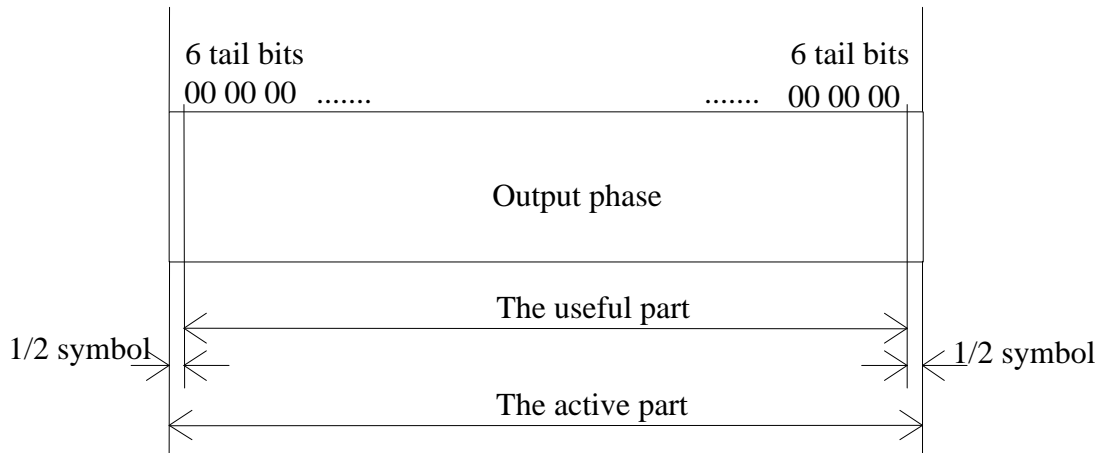 6 tail bits 6 tail bits
00 00 00 ....... ....... 00 00 00
Output phase
The useful part
1/2 symbol 1/2 symbol
The active part